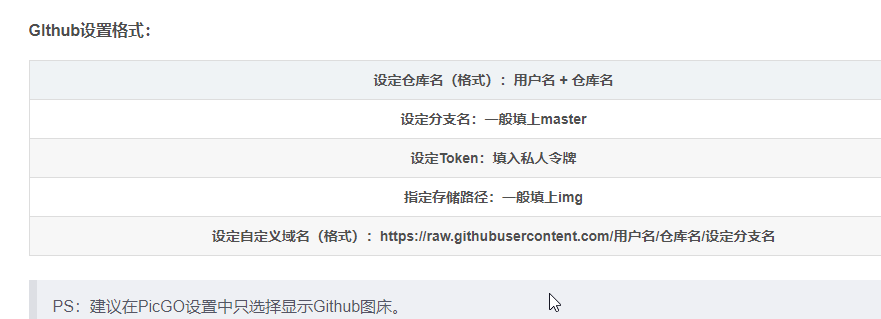 GIthub设置格式：
设定仓库名（格式）：用户名 + 仓库名
设定分支名：一般填上master
设定Token：填入私人令牌
指定存储路径：一般填上img
设定自定义域名（格式）：https://raw.githubusercontent.com/用户名/仓库名/设定分支名
PS：建议在PicGO设置中只选择显示Github图床。